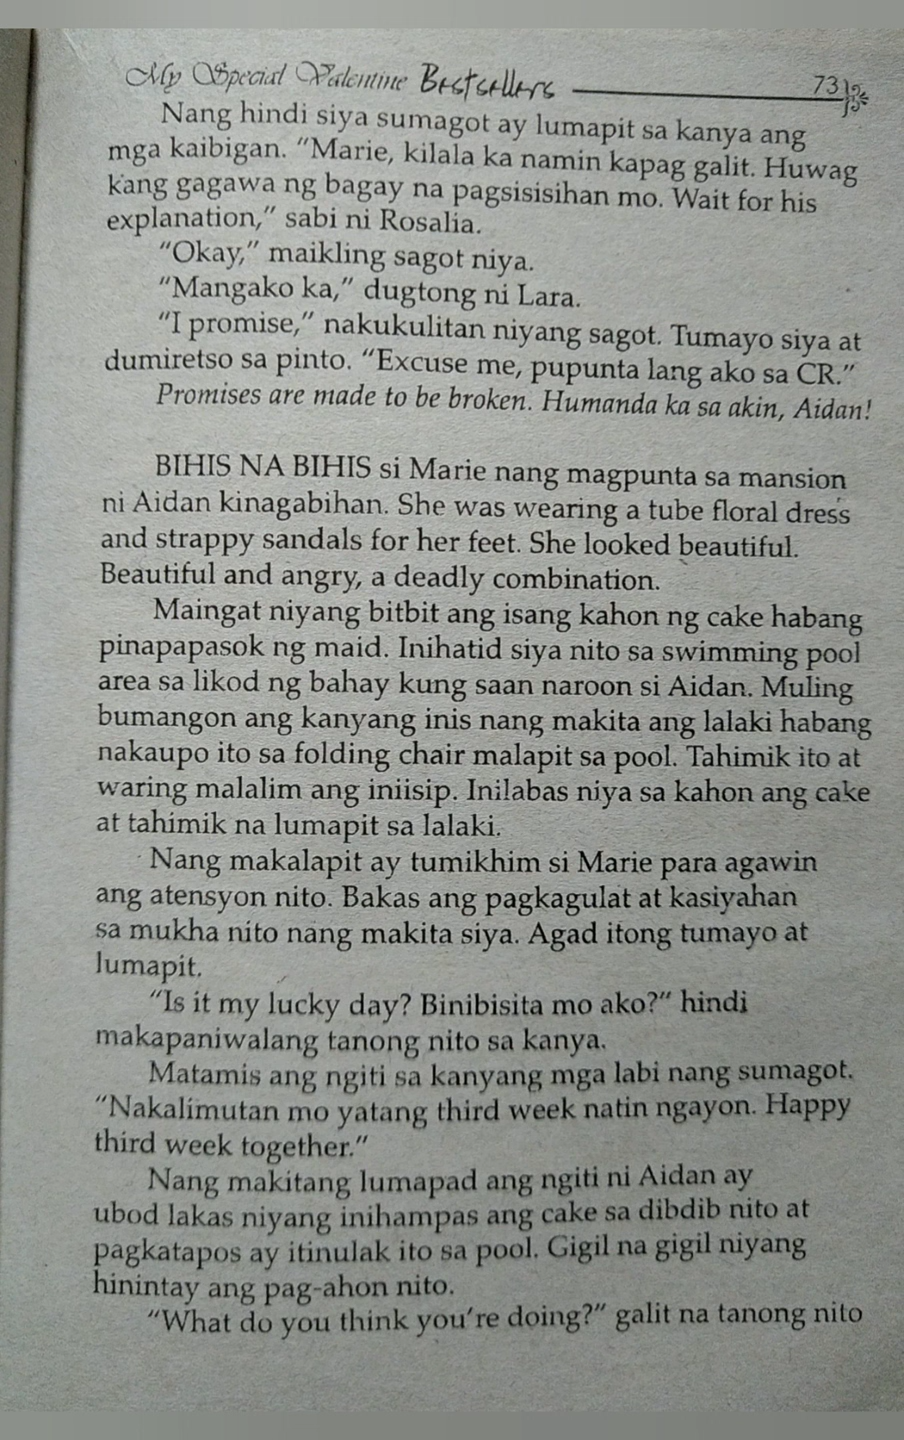 My Special Valentine Bestsellers 73
Nang hindi siya sumagot ay lumapit sa kanya ang
mga kaibigan. "Marie, kilala ka namin kapag galit. Huwag
kang gagawa ng bagay na pagsisisihan mo. Wait for his
explanation," sabi ni Rosalia.
"Okay," maikling sagot niya.
"Mangako ka," dugtong ni Lara.
"I promise," nakukulitan niyang sagot. Tumayo siya at
dumiretso sa pinto. "Excuse me, pupunta lang ako sa CR."
Promises are made to be broken. Humanda ka sa akin, Aidan!
BIHIS NA BIHIS si Marie nang magpunta sa mansion
ni Aidan kinagabihan. She was wearing a tube floral dress
and strappy sandals for her feet. She looked beautiful.
Beautiful and angry, a deadly combination.
Maingat niyang bitbit ang isang kahon ng cake habang
pinapapasok ng maid. Inihatid siya nito sa swimming pool
area sa likod ng bahay kung saan naroon si Aidan. Muling
bumangon ang kanyang inis nang makita ang lalaki habang
nakaupo ito sa folding chair malapit sa pool. Tahimik ito at
waring malalim ang iniisip. Inilabas niya sa kahon ang cake
at tahimik na lumapit sa lalaki.
Nang makalapit ay tumikhim si Marie para agawin
ang atensyon nito. Bakas ang pagkagulat at kasiyahan
sa mukha nito nang makita siya. Agad itong tumayo at
lumapit.
"Is it my lucky day? Binibisita mo ako?" hindi
makapaniwalang tanong nito sa kanya.
Matamis ang ngiti sa kanyang mga labi nang sumagot.
"Nakalimutan mo yatang third week natin ngayon. Happy
third week together."
Nang makitang lumapad ang ngiti ni Aidan ay
ubod lakas niyang inihampas ang cake sa dibdib nito at
pagkatapos ay itinulak ito sa pool. Gigil na gigil niyang
hinintay ang pag-ahon nito.
"What do you think you're doing?" galit na tanong nito